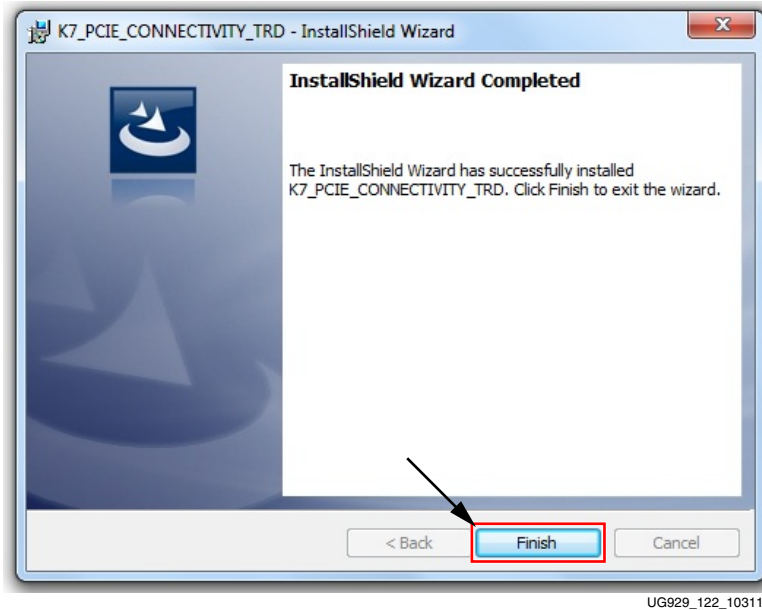 K7_PCIE_CONNECTIVITY_TRD - InstallShield Wizard
InstallShield Wizard Completed
The InstallShield Wizard has successfully installed
K7_PCIE_CONNECTIVITY_TRD. Click Finish to exit the wizard.
< Back
Finish
Cancel
UG929_122_10311